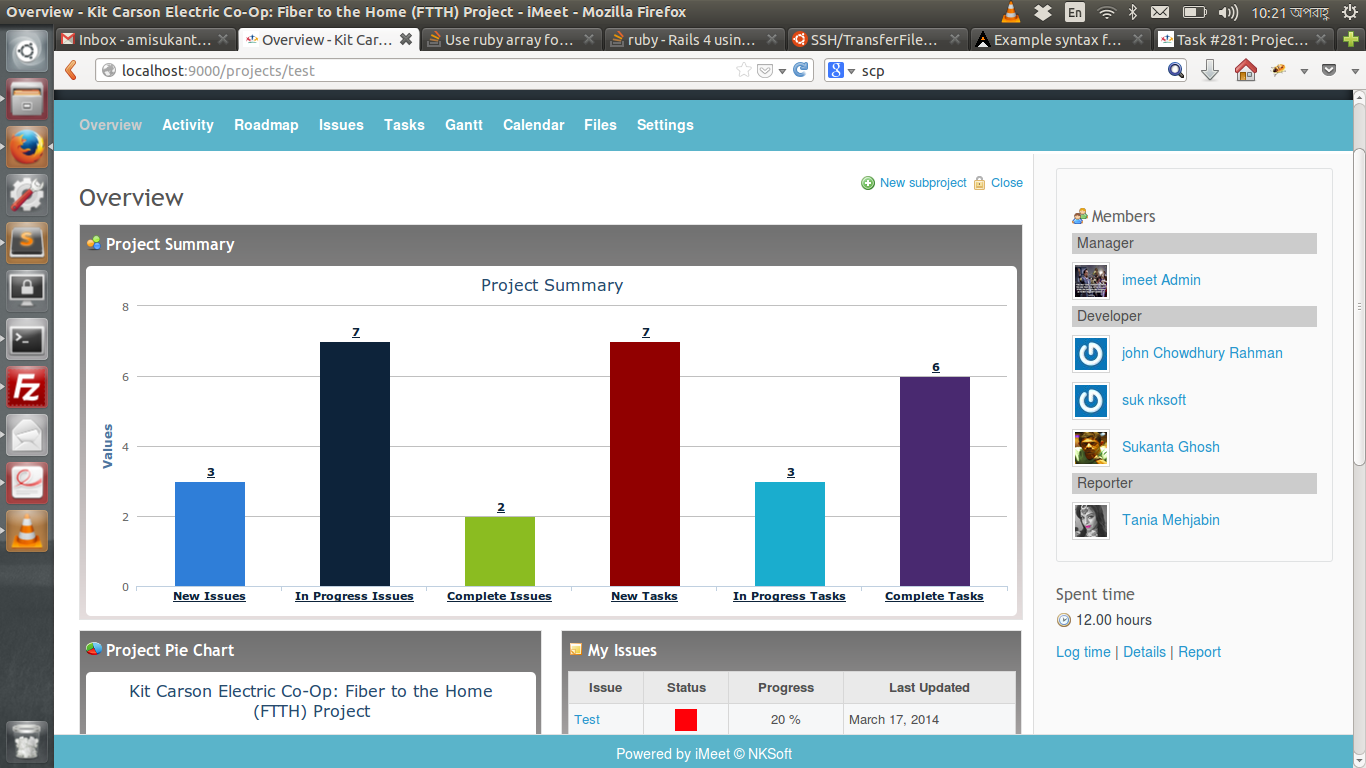 Overview - Kit Carson Electric Co-Op: Fiber to the Home (FTTH) Project - iMeet - Mozilla Firefox
En
10:21 অপরাহ্ণ
Inbox - amisukant...
Overview - Kit Car...
Use ruby array fo...
ruby - Rails 4 usin...
SSH/TransferFile...
Example syntax f...
Task #281: Projec...
localhost:9000/projects/test
8
scp
Overview Activity Roadmap Issues Tasks Gantt Calendar Files Settings
Overview
New subproject Close
Project Summary
Project Summary
Values
8
6
4
2
0
3
7
2
7
3
6
New Issues
In Progress Issues
Complete Issues
New Tasks
In Progress Tasks
Complete Tasks
Project Pie Chart
Kit Carson Electric Co-Op: Fiber to the Home
(FTTH) Project
My Issues
Issue Status Progress Last Updated
Test 20 % March 17, 2014
Members
Manager
imeet Admin
Developer
john Chowdhury Rahman
suk nksoft
Sukanta Ghosh
Reporter
Tania Mehjabin
Spent time
12.00 hours
Log time | Details | Report
Powered by iMeet © NKSoft
S
Fz